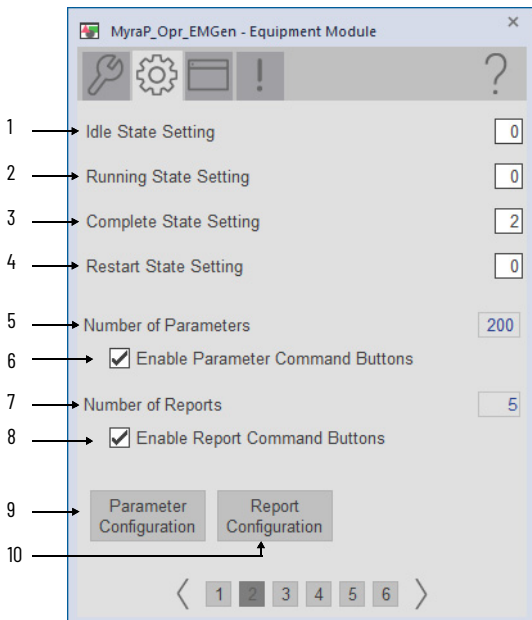 MyraP_Opr_EMGen - Equipment Module
×
?
1 Idle State Setting 0
2 Running State Setting 0
3 Complete State Setting 2
4 Restart State Setting 0
5 Number of Parameters 200
6 Enable Parameter Command Buttons
7 Number of Reports 5
8 Enable Report Command Buttons
9 Parameter Configuration
Report Configuration
10
1 2 3 4 5 6